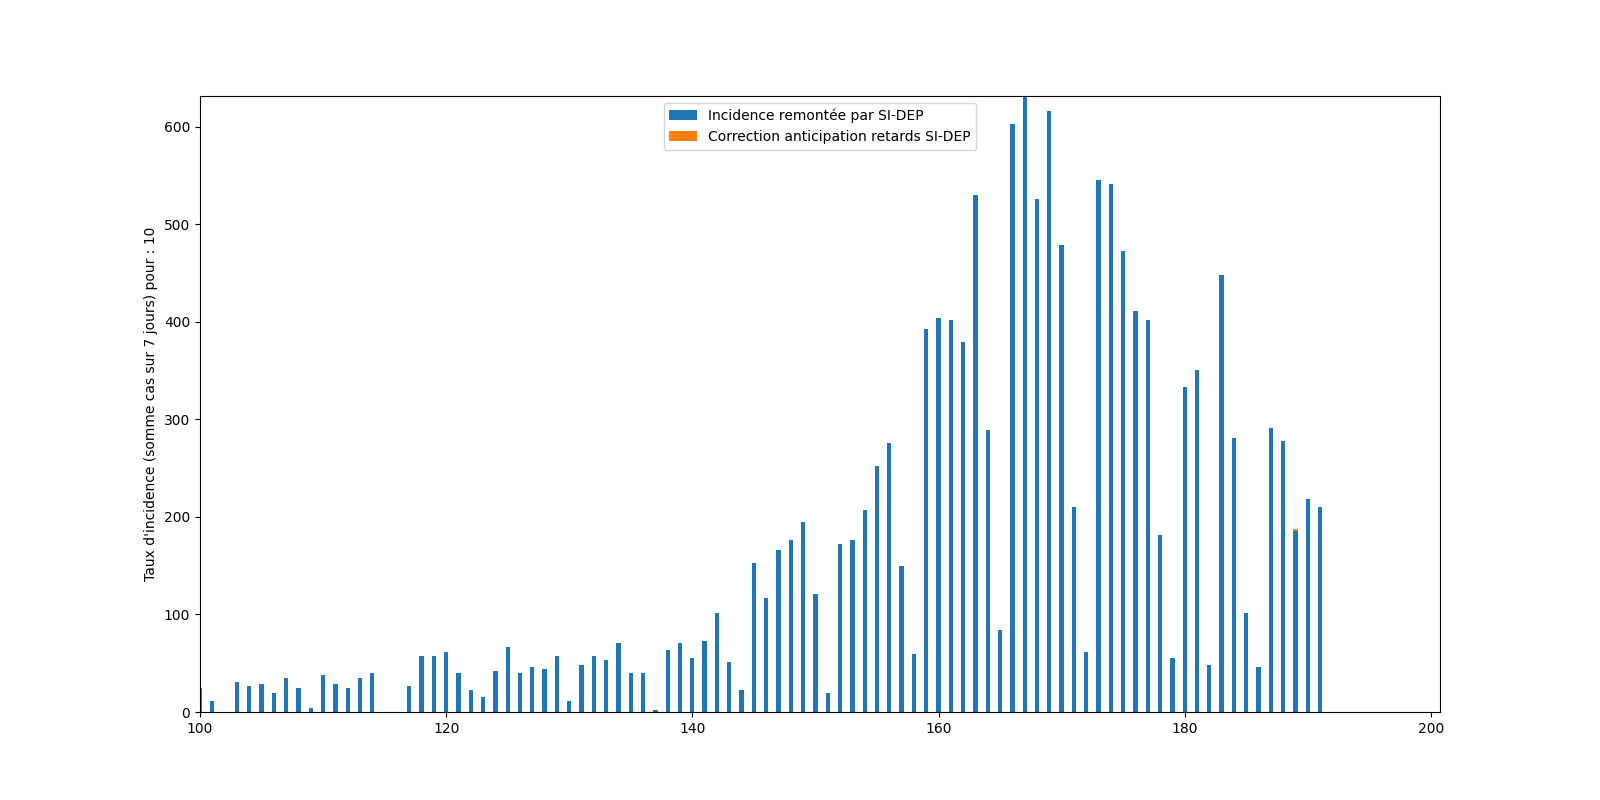 Incidence remontée par SI-DEP
Correction anticipation retards SI-DEP
Taux d'incidence (somme cas sur 7 jours) pour : 10
600
500
400
300
200
100
0
100 120 140 160 180 200